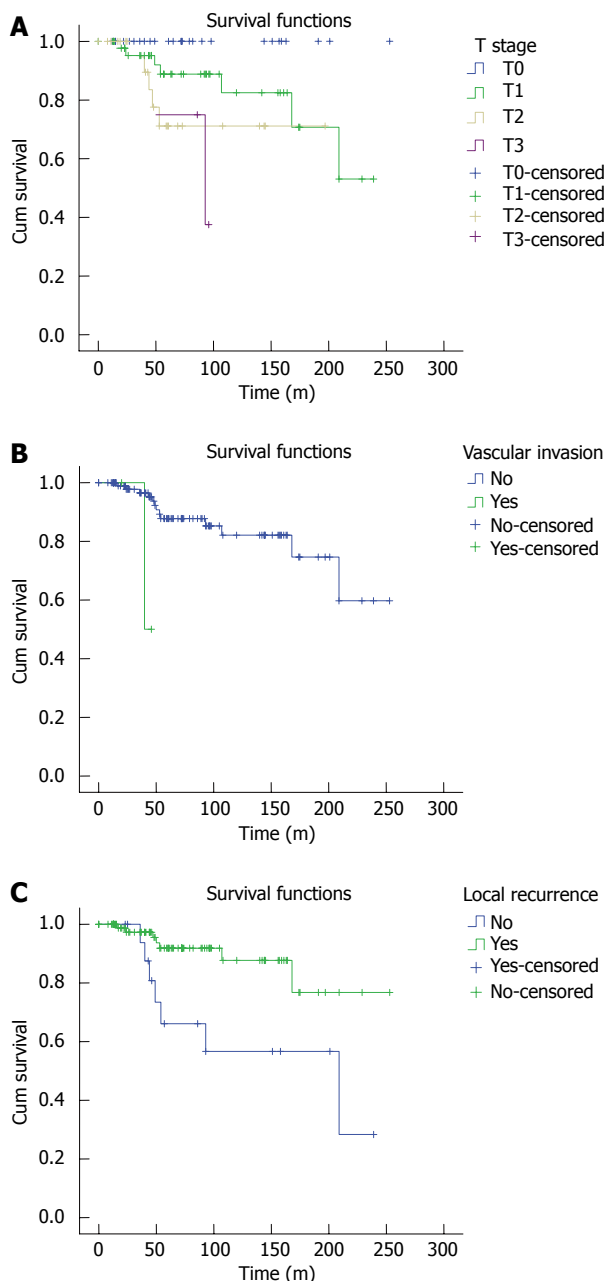 A
Survival functions
T stage
T0
T1
T2
T3
T0-censored
T1-censored
T2-censored
T3-censored
Cum survival
1.0
0.8
0.6
0.4
0.2
0.0
0 50 100 150 200 250 300
Time (m)
B
Survival functions
Vascular invasion
No
Yes
No-censored
Yes-censored
Cum survival
1.0
0.8
0.6
0.4
0.2
0.0
0 50 100 150 200 250 300
Time (m)
C
Survival functions
Local recurrence
No
Yes
Yes-censored
No-censored
Cum survival
1.0
0.8
0.6
0.4
0.2
0.0
0 50 100 150 200 250 300
Time (m)